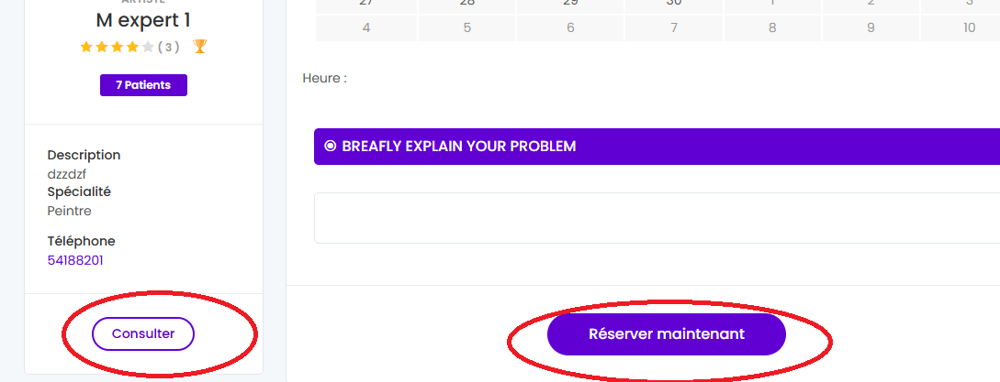 M expert 1
( 3 )
7 Patients
Description
dzzdzf
Spécialité
Peintre
Téléphone
54188201
Consulter
27 28 29 30 1 2 3
4 5 6 7 8 9 10
Heure :
BREAFLY EXPLAIN YOUR PROBLEM
Réserver maintenant